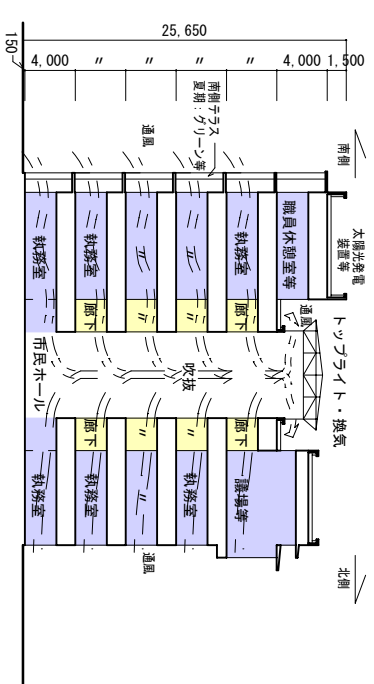 25,650
4,000 〃 〃 〃 〃 4,000 1,500
150
南側
太陽光発電
装置等
トップライト・換気
北側
南側テラス
夏期：グリーン等
通風
通風
職員休憩室等
執務室 廊下 廊下 議場等
〃 〃 吹抜 〃 執務室
〃 〃 〃 〃
執務室 廊下 廊下 執務室
執務室 市民ホール 執務室
通風